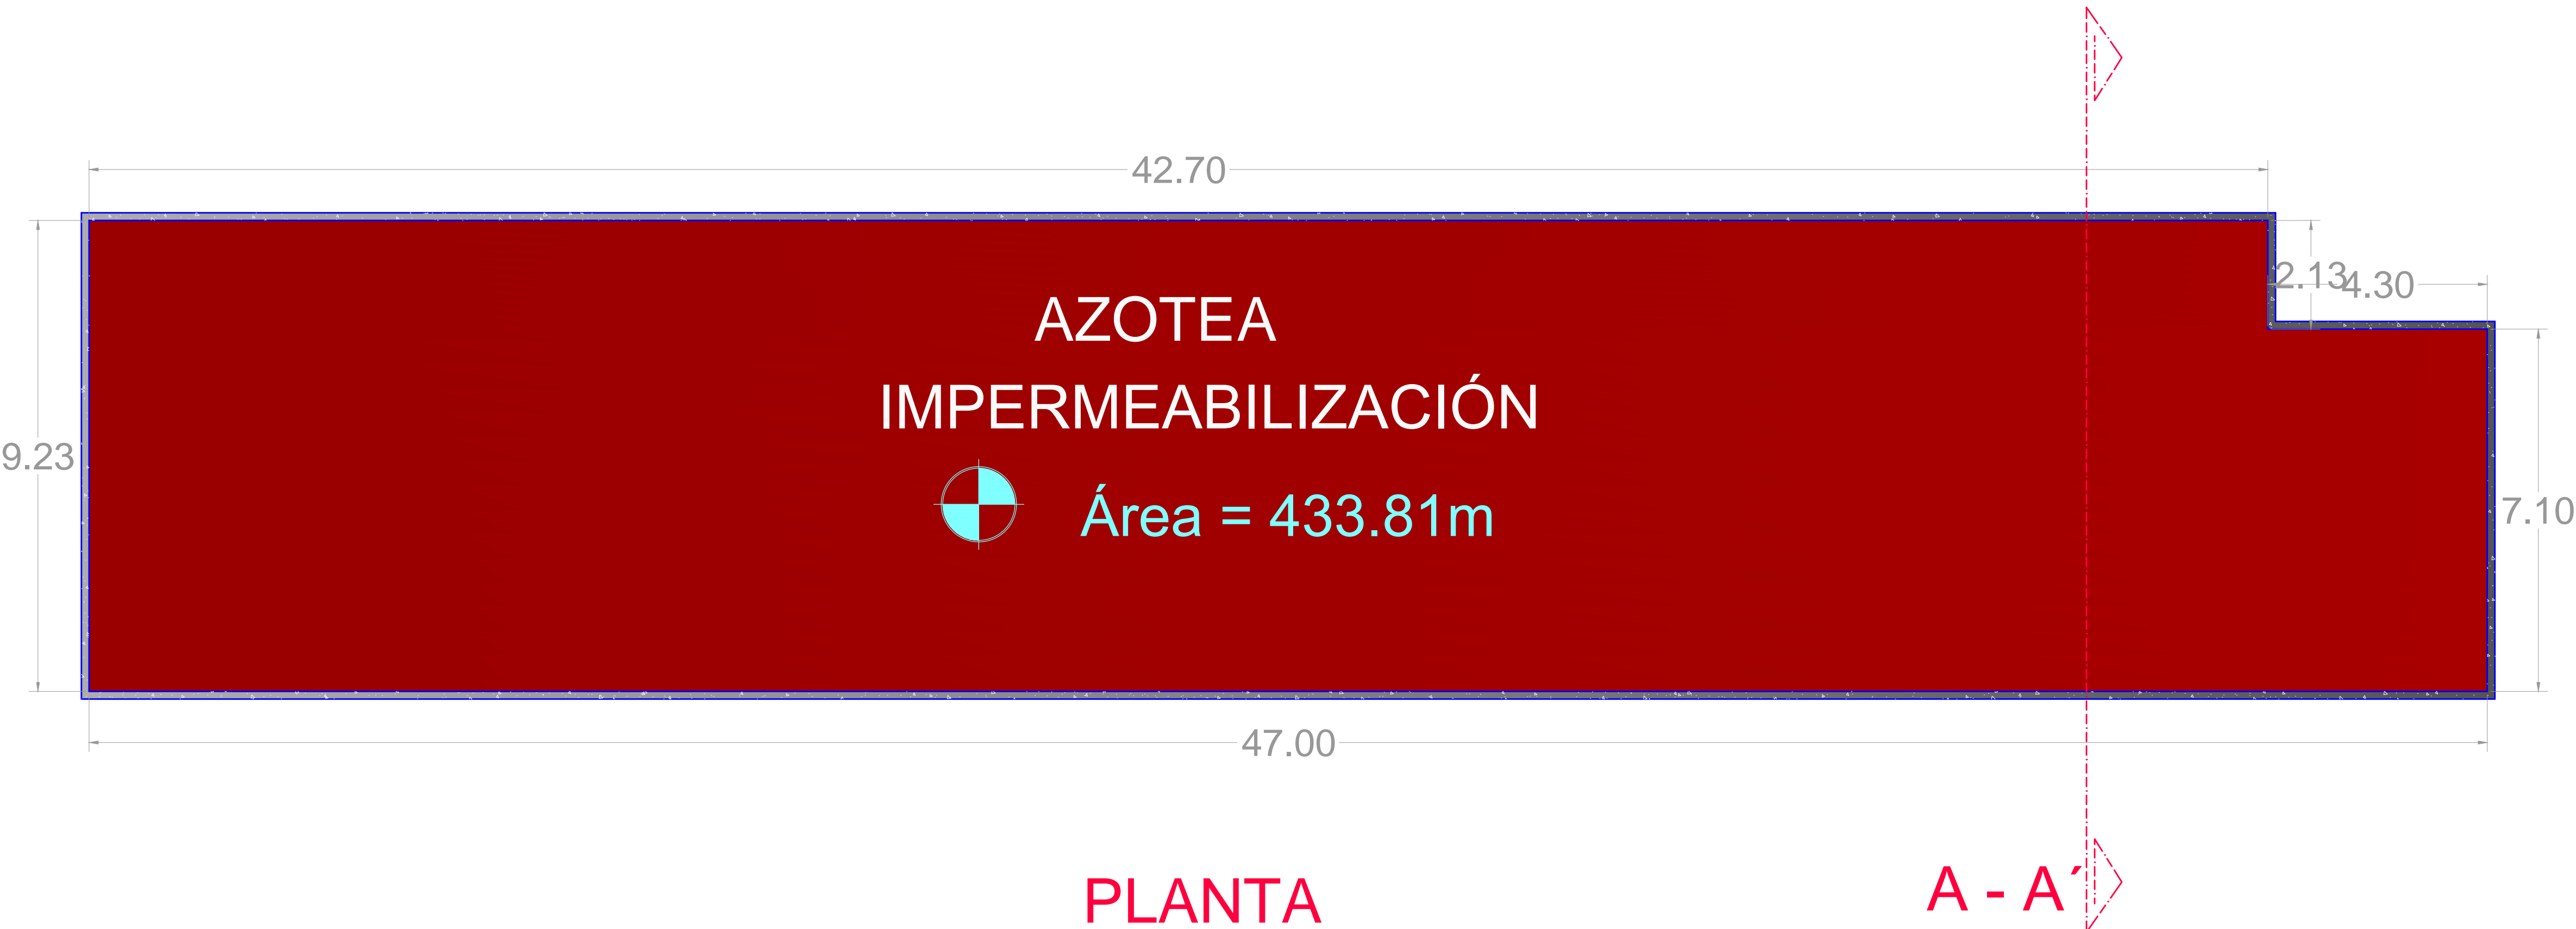 42.70
2.13
4.30
AZOTEA
IMPERMEABILIZACIÓN
9.23
Área = 433.81m
7.10
47.00
PLANTA
A - A´